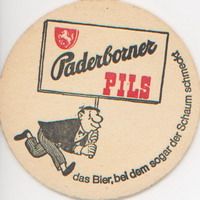 Paderborner
PILS
das Bier, bei dem sogar der Schaum schmeckt